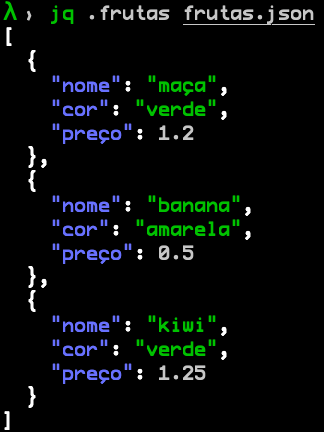 λ › jq .frutas frutas.json
[
  {
    "nome": "maça",
    "cor": "verde",
    "preço": 1.2
  },
  {
    "nome": "banana",
    "cor": "amarela",
    "preço": 0.5
  },
  {
    "nome": "kiwi",
    "cor": "verde",
    "preço": 1.25
  }
]